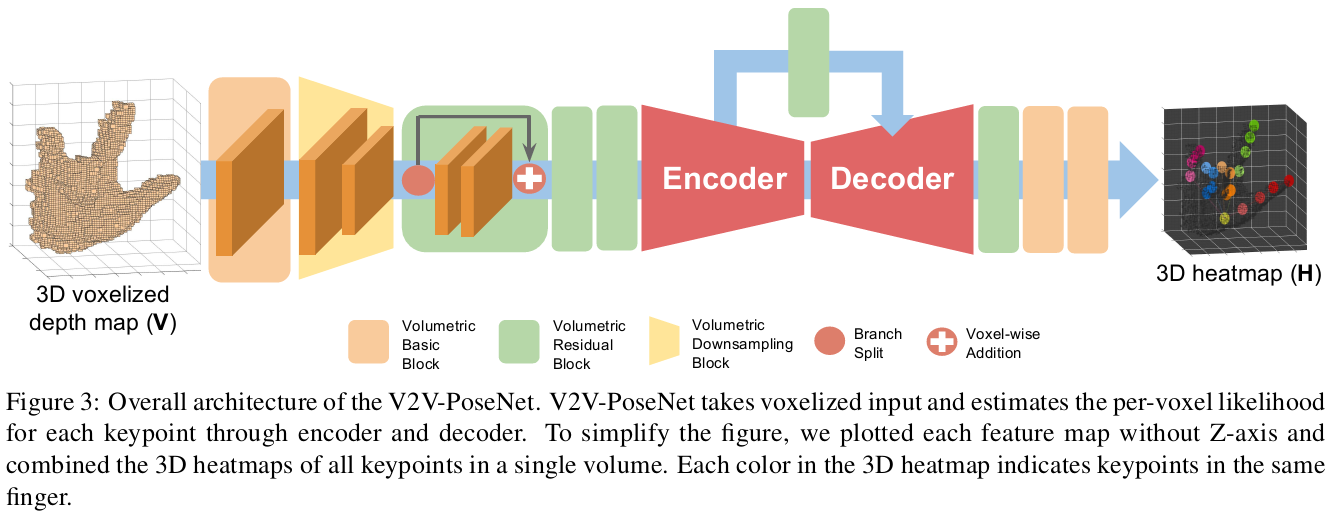 Encoder
Decoder
3D voxelized
depth map (V)
3D heatmap (H)
Volumetric
Basic
Block
Volumetric
Residual
Block
Volumetric
Downsampling
Block
Branch
Split
Voxel-wise
Addition
Figure 3: Overall architecture of the V2V-PoseNet. V2V-PoseNet takes voxelized input and estimates the per-voxel likelihood
for each keypoint through encoder and decoder. To simplify the figure, we plotted each feature map without Z-axis and
combined the 3D heatmaps of all keypoints in a single volume. Each color in the 3D heatmap indicates keypoints in the same
finger.